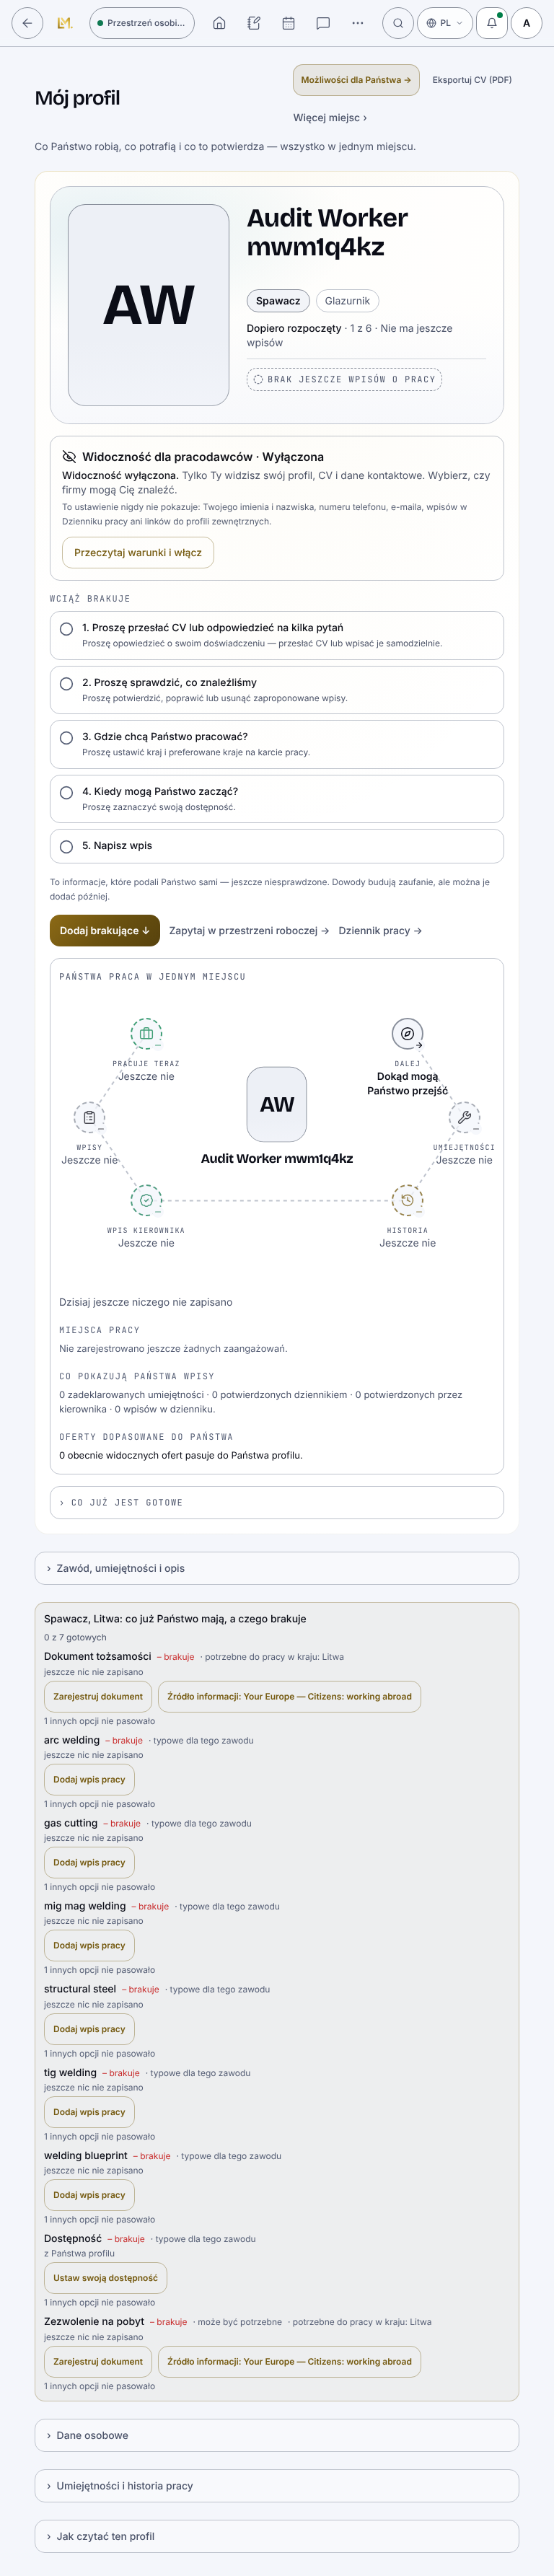 Przestrzeń osobi...
PL
A
Mój profil
Możliwości dla Państwa →
Eksportuj CV (PDF)
Więcej miejsc ›
Co Państwo robią, co potrafią i co to potwierdza — wszystko w jednym miejscu.
AW
Audit Worker
mwm1q4kz
Spawacz
Glazurnik
Dopiero rozpoczęty · 1 z 6 · Nie ma jeszcze
wpisów
BRAK JESZCZE WPISÓW O PRACY
Widoczność dla pracodawców · Wyłączona
Widoczność wyłączona. Tylko Ty widzisz swój profil, CV i dane kontaktowe. Wybierz, czy
firmy mogą Cię znaleźć.
To ustawienie nigdy nie pokazuje: Twojego imienia i nazwiska, numeru telefonu, e-maila, wpisów w
Dzienniku pracy ani linków do profili zewnętrznych.
Przeczytaj warunki i włącz
WCIĄŻ BRAKUJE
1. Proszę przesłać CV lub odpowiedzieć na kilka pytań
Proszę opowiedzieć o swoim doświadczeniu — przesłać CV lub wpisać je samodzielnie.
2. Proszę sprawdzić, co znaleźliśmy
Proszę potwierdzić, poprawić lub usunąć zaproponowane wpisy.
3. Gdzie chcą Państwo pracować?
Proszę ustawić kraj i preferowane kraje na karcie pracy.
4. Kiedy mogą Państwo zacząć?
Proszę zaznaczyć swoją dostępność.
5. Napisz wpis
To informacje, które podali Państwo sami — jeszcze niesprawdzone. Dowody budują zaufanie, ale można je
dodać później.
Dodaj brakujące ↓
Zapytaj w przestrzeni roboczej →
Dziennik pracy →
PAŃSTWA PRACA W JEDNYM MIEJSCU
PRACUJE TERAZ
Jeszcze nie
DALEJ
Dokąd mogą
Państwo przejść
AW
Audit Worker mwm1q4kz
WPISY
Jeszcze nie
UMIEJĘTNOŚCI
Jeszcze nie
WPIS KIEROWNIKA
Jeszcze nie
HISTORIA
Jeszcze nie
Dzisiaj jeszcze niczego nie zapisano
MIEJSCA PRACY
Nie zarejestrowano jeszcze żadnych zaangażowań.
CO POKAZUJĄ PAŃSTWA WPISY
0 zadeklarowanych umiejętności · 0 potwierdzonych dziennikiem · 0 potwierdzonych przez
kierownika · 0 wpisów w dzienniku.
OFERTY DOPASOWANE DO PAŃSTWA
0 obecnie widocznych ofert pasuje do Państwa profilu.
› CO JUŻ JEST GOTOWE
› Zawód, umiejętności i opis
Spawacz, Litwa: co już Państwo mają, a czego brakuje
0 z 7 gotowych
Dokument tożsamości – brakuje · potrzebne do pracy w kraju: Litwa
jeszcze nic nie zapisano
Zarejestruj dokument
Źródło informacji: Your Europe — Citizens: working abroad
1 innych opcji nie pasowało
arc welding – brakuje · typowe dla tego zawodu
jeszcze nic nie zapisano
Dodaj wpis pracy
1 innych opcji nie pasowało
gas cutting – brakuje · typowe dla tego zawodu
jeszcze nic nie zapisano
Dodaj wpis pracy
1 innych opcji nie pasowało
mig mag welding – brakuje · typowe dla tego zawodu
jeszcze nic nie zapisano
Dodaj wpis pracy
1 innych opcji nie pasowało
structural steel – brakuje · typowe dla tego zawodu
jeszcze nic nie zapisano
Dodaj wpis pracy
1 innych opcji nie pasowało
tig welding – brakuje · typowe dla tego zawodu
jeszcze nic nie zapisano
Dodaj wpis pracy
1 innych opcji nie pasowało
welding blueprint – brakuje · typowe dla tego zawodu
jeszcze nic nie zapisano
Dodaj wpis pracy
1 innych opcji nie pasowało
Dostępność – brakuje · typowe dla tego zawodu
z Państwa profilu
Ustaw swoją dostępność
1 innych opcji nie pasowało
Zezwolenie na pobyt – brakuje · może być potrzebne · potrzebne do pracy w kraju: Litwa
jeszcze nic nie zapisano
Zarejestruj dokument
Źródło informacji: Your Europe — Citizens: working abroad
1 innych opcji nie pasowało
› Dane osobowe
› Umiejętności i historia pracy
› Jak czytać ten profil